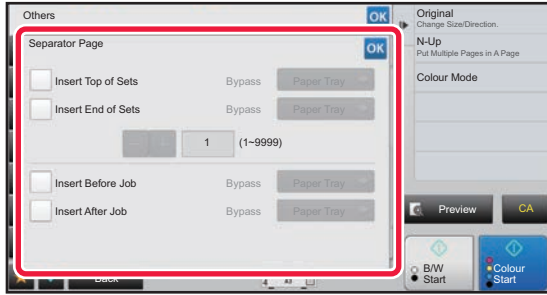 Others
OK
Separator Page
OK
Insert Top of Sets Bypass Paper Tray
Insert End of Sets Bypass Paper Tray
1 (1~9999)
Insert Before Job Bypass Paper Tray
Insert After Job Bypass Paper Tray
Back
A3
Original
Change Size/Direction.
N-Up
Put Multiple Pages in A Page
Colour Mode
Preview
CA
B/W
Start
Colour
Start